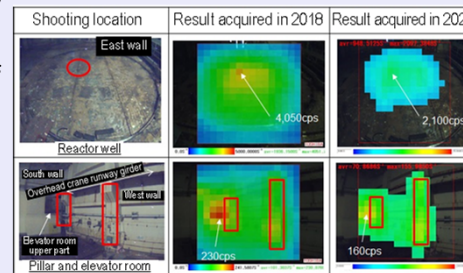 Shooting location
Result acquired in 2018
Result acquired in 202
East wall
4,050cps
2,100cps
Reactor well
South wall
Overhead crane runway girder
West wall
Elevator room
upper part
230cps
160cps
Pillar and elevator room